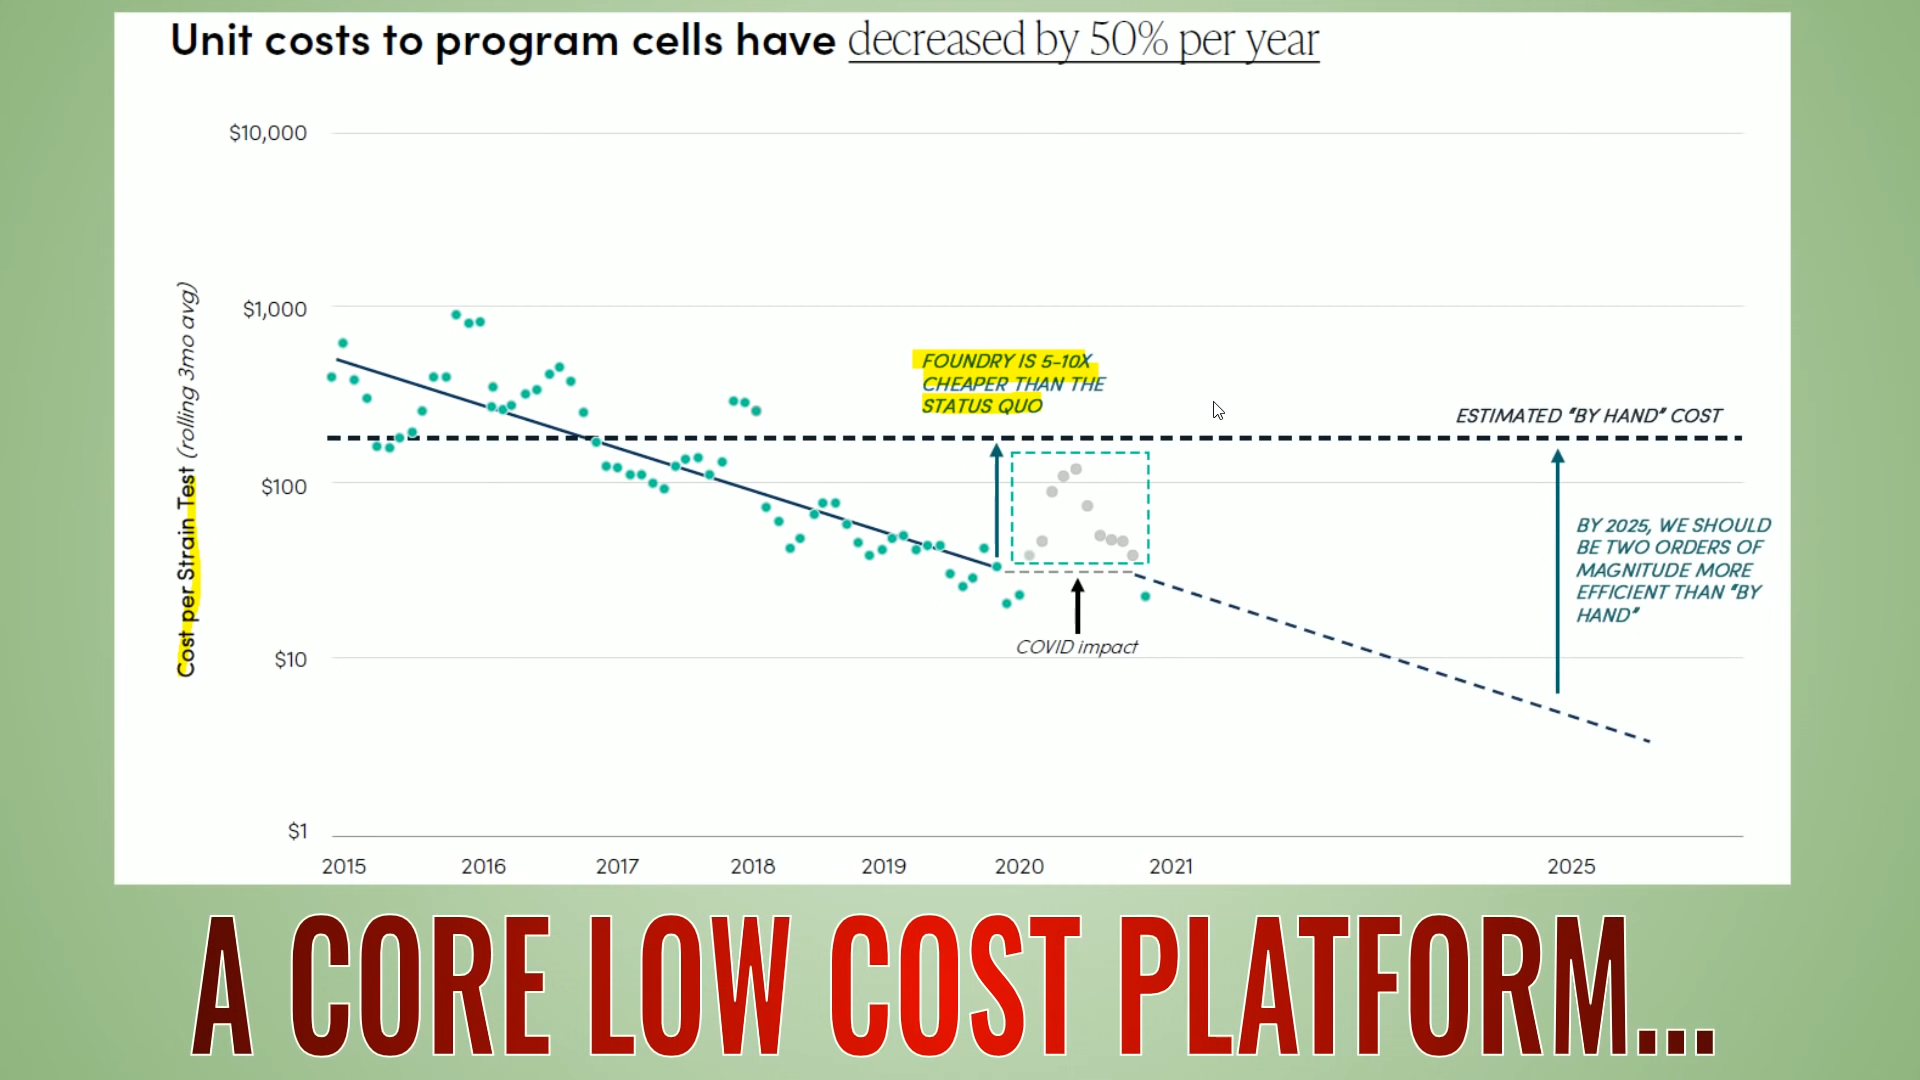 Unit costs to program cells have decreased by 50% per year
$10,000
$1,000
$100
$10
$1
Cost per Strain Test (rolling 3mo avg)
FOUNDRY IS 5-10X
CHEAPER THAN THE
STATUS QUO
ESTIMATED "BY HAND" COST
BY 2025, WE SHOULD
BE TWO ORDERS OF
MAGNITUDE MORE
EFFICIENT THAN "BY
HAND"
COVID impact
2015 2016 2017 2018 2019 2020 2021 2025
A CORE LOW COST PLATFORM...